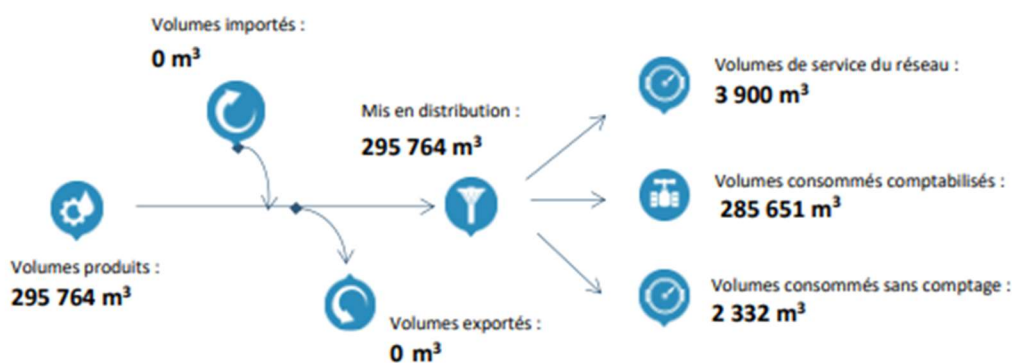 Volumes importés :
0 m³
Volumes de service du réseau :
3 900 m³
Mis en distribution :
295 764 m³
Volumes consommés comptabilisés :
285 651 m³
Volumes produits :
295 764 m³
Volumes consommés sans comptage :
2 332 m³
Volumes exportés :
0 m³